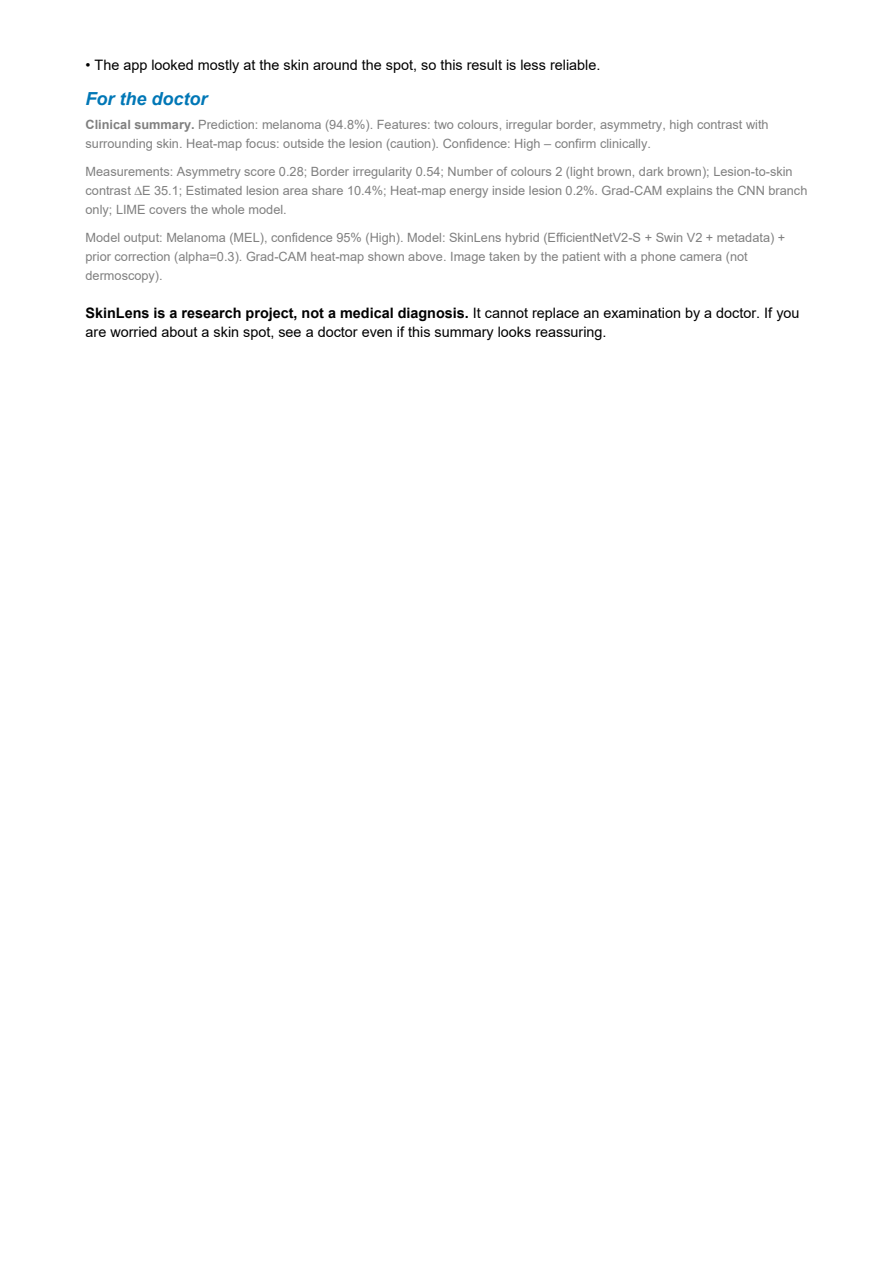 • The app looked mostly at the skin around the spot, so this result is less reliable.
For the doctor
Clinical summary. Prediction: melanoma (94.8%). Features: two colours, irregular border, asymmetry, high contrast with
surrounding skin. Heat-map focus: outside the lesion (caution). Confidence: High – confirm clinically.
Measurements: Asymmetry score 0.28; Border irregularity 0.54; Number of colours 2 (light brown, dark brown); Lesion-to-skin
contrast ΔE 35.1; Estimated lesion area share 10.4%; Heat-map energy inside lesion 0.2%. Grad-CAM explains the CNN branch
only; LIME covers the whole model.
Model output: Melanoma (MEL), confidence 95% (High). Model: SkinLens hybrid (EfficientNetV2-S + Swin V2 + metadata) +
prior correction (alpha=0.3). Grad-CAM heat-map shown above. Image taken by the patient with a phone camera (not
dermoscopy).
SkinLens is a research project, not a medical diagnosis. It cannot replace an examination by a doctor. If you
are worried about a skin spot, see a doctor even if this summary looks reassuring.